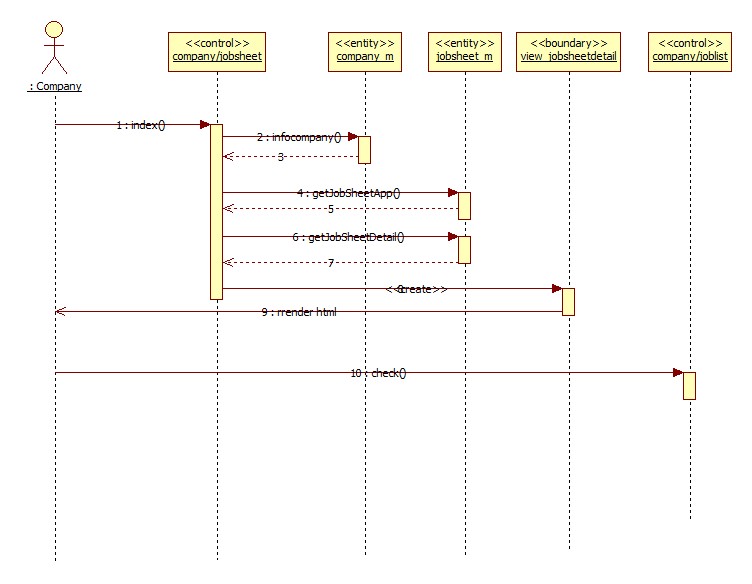 <<control>>
company/jobsheet
<<entity>>
company_m
<<entity>>
jobsheet_m
<<boundary>>
view_jobsheetdetail
<<control>>
company/joblist
: Company
1 : index()
2 : infocompany()
3
4 : getJobSheetApp()
5
6 : getJobSheetDetail()
7
<<create>>
9 : rrender html
10 : check()